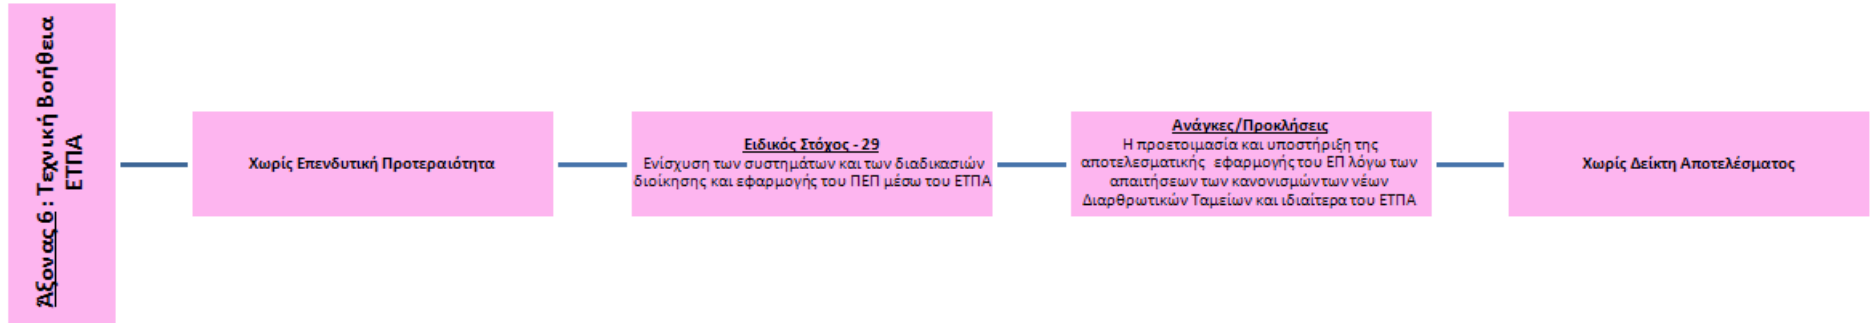 Άξονας 6 : Τεχνική Βοήθεια
ΕΤΠΑ
Χωρίς Επενδυτική Προτεραιότητα
Ειδικός Στόχος - 29
Ενίσχυση των συστημάτων και των διαδικασιών
διοίκησης και εφαρμογής του ΠΕΠ μέσω του ΕΤΠΑ
Ανάγκες/Προκλήσεις
Η προετοιμασία και υποστήριξη της
αποτελεσματικής εφαρμογής του ΕΠ λόγω των
απαιτήσεων των κανονισμών των νέων
Διαρθρωτικών Ταμείων και ιδιαίτερα του ΕΤΠΑ
Χωρίς Δείκτη Αποτελέσματος